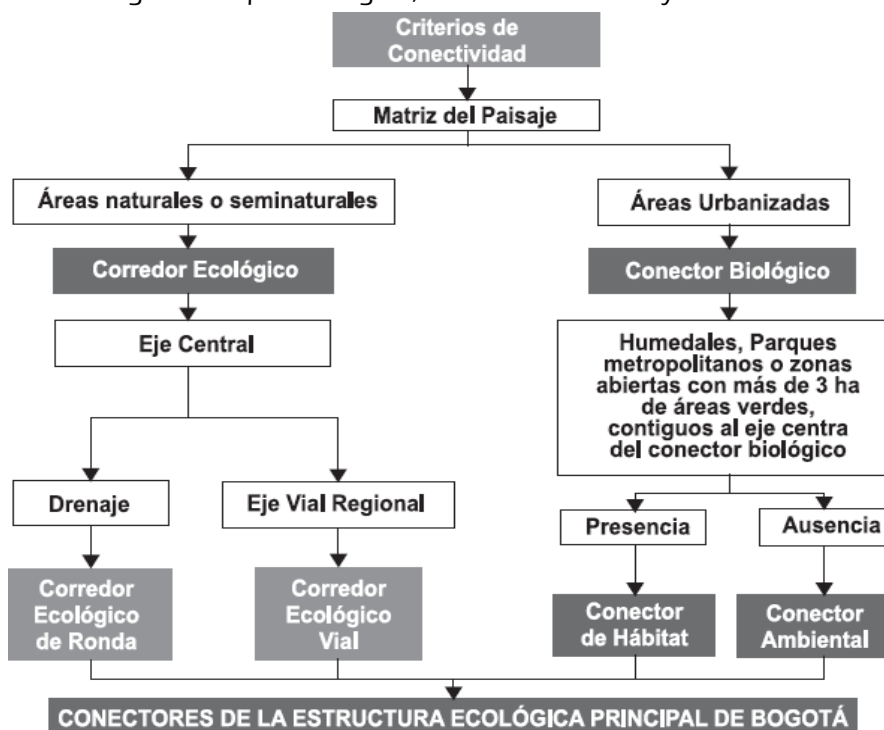 Criterios de
Conectividad
Matriz del Paisaje
Áreas naturales o seminaturales
Áreas Urbanizadas
Corredor Ecológico
Conector Biológico
Eje Central
Humedales, Parques
metropolitanos o zonas
abiertas con más de 3 ha
de áreas verdes,
contiguos al eje centra
del conector biológico
Drenaje
Eje Vial Regional
Presencia
Ausencia
Corredor
Ecológico
de Ronda
Corredor
Ecológico
Vial
Conector
de Hábitat
Conector
Ambiental
CONECTORES DE LA ESTRUCTURA ECOLÓGICA PRINCIPAL DE BOGOTÁ